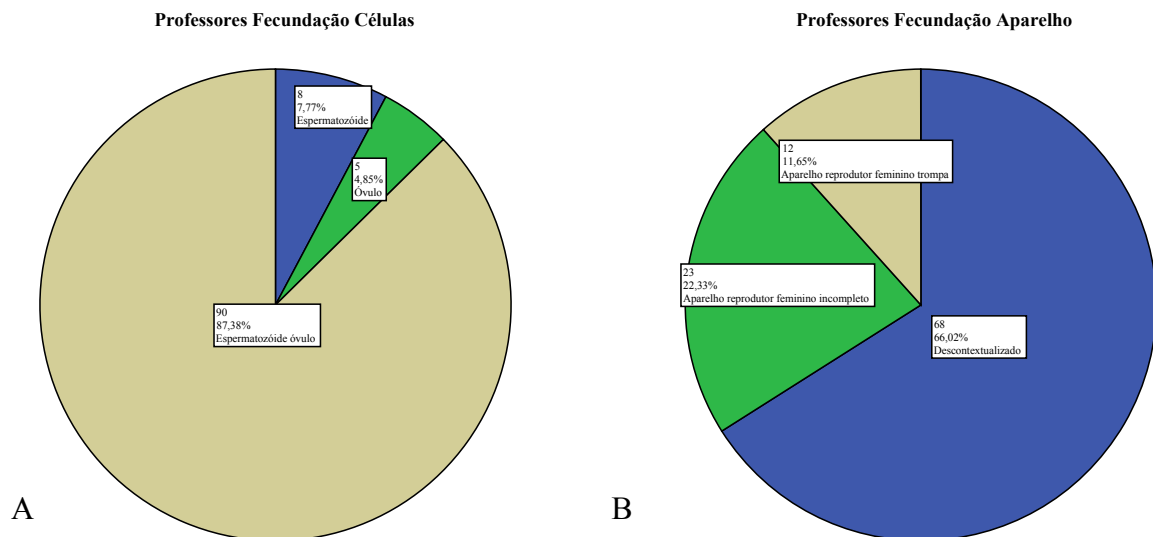 Professores Fecundação Células
8
7,77%
Espermatozóide
5
4,85%
Óvulo
90
87,38%
Espermatozóide óvulo
A
Professores Fecundação Aparelho
12
11,65%
Aparelho reprodutor feminino trompa
23
22,33%
Aparelho reprodutor feminino incompleto
68
66,02%
Descontextualizado
B